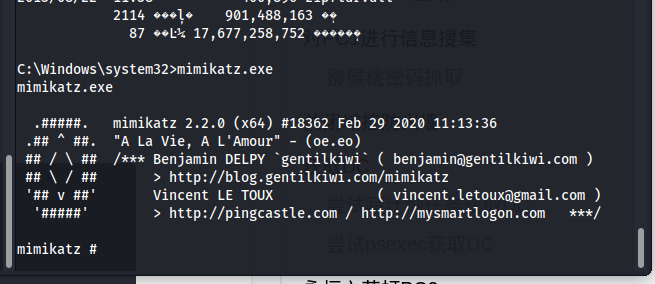 2114 901,488,163
87 17,677,258,752
C:\Windows\system32>mimikatz.exe
mimikatz.exe
.#####. mimikatz 2.2.0 (x64) #18362 Feb 29 2020 11:13:36
.## ^ ##. "A La Vie, A L'Amour" - (oe.eo)
## / \ ## /*** Benjamin DELPY `gentilkiwi` ( benjamin@gentilkiwi.com )
## \ / ## > http://blog.gentilkiwi.com/mimikatz
'## v ##' Vincent LE TOUX ( vincent.letoux@gmail.com )
'#####' > http://pingcastle.com / http://mysmartlogon.com ***/
mimikatz #
进行信息搜集
猕猴桃密码抓取
尝试psexec获取DC